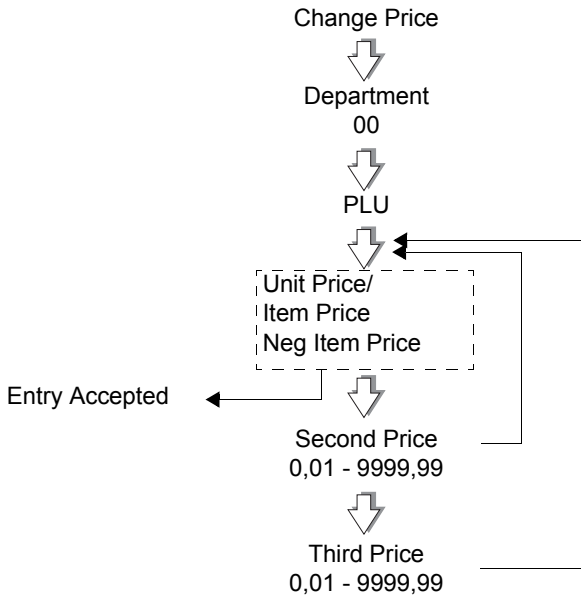 Change Price
Department
00
PLU
Unit Price/
Item Price
Neg Item Price
Entry Accepted
Second Price
0,01 - 9999,99
Third Price
0,01 - 9999,99